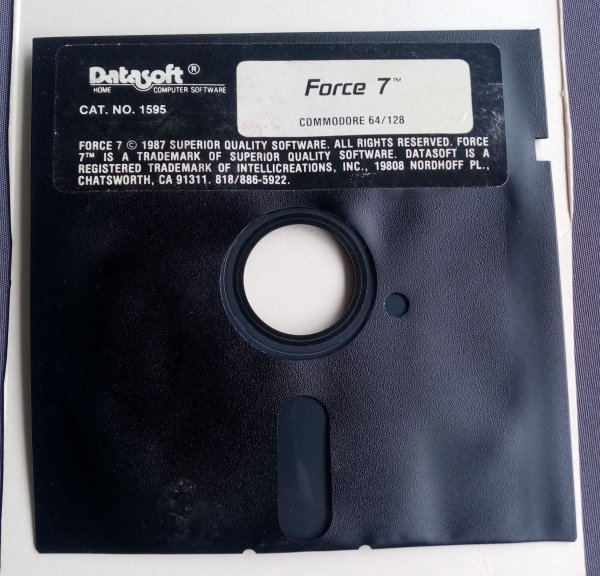 Datasoft®
HOME COMPUTER SOFTWARE
CAT. NO. 1595
Force 7™
COMMODORE 64/128
FORCE 7 © 1987 SUPERIOR QUALITY SOFTWARE. ALL RIGHTS RESERVED. FORCE
7™ IS A TRADEMARK OF SUPERIOR QUALITY SOFTWARE. DATASOFT IS A
REGISTERED TRADEMARK OF INTELLICREATIONS, INC., 19808 NORDHOFF PL.,
CHATSWORTH, CA 91311. 818/886-5922.